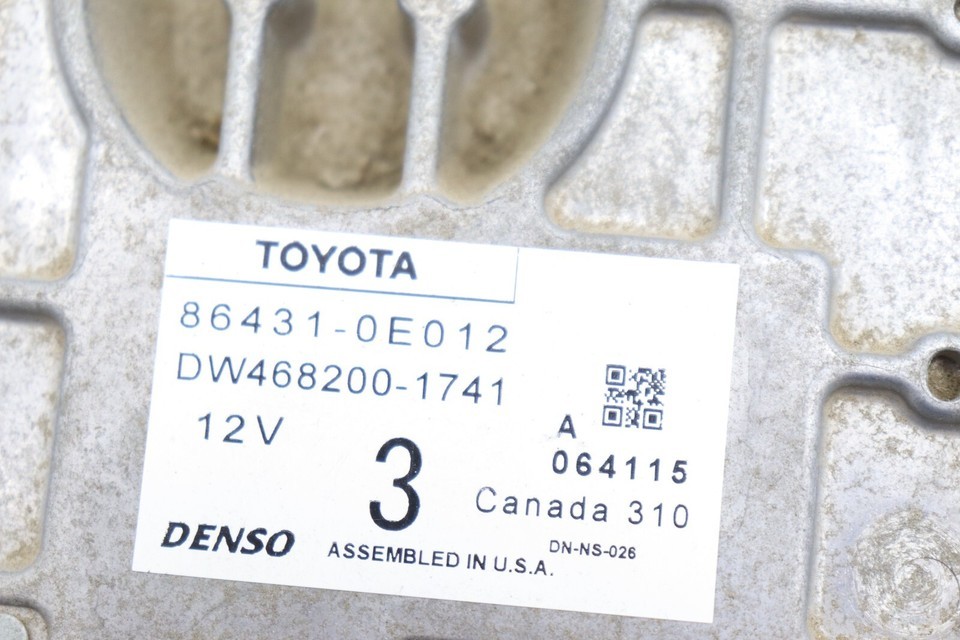 TOYOTA
86431-0E012
DW468200-1741
12V
3
A
064115
Canada 310
DENSO
ASSEMBLED IN U.S.A.
DN-NS-026